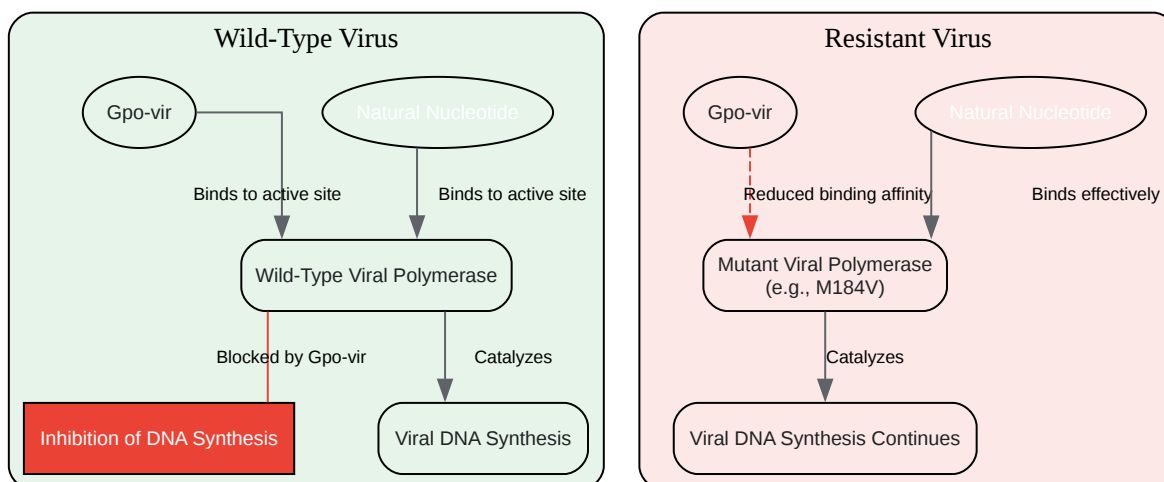 Wild-Type Virus
Gpo-vir
Natural Nucleotide
Binds to active site
Binds to active site
Wild-Type Viral Polymerase
Blocked by Gpo-vir
Catalyzes
Inhibition of DNA Synthesis
Viral DNA Synthesis
Resistant Virus
Gpo-vir
Natural Nucleotide
Reduced binding affinity
Binds effectively
Mutant Viral Polymerase
(e.g., M184V)
Catalyzes
Viral DNA Synthesis Continues